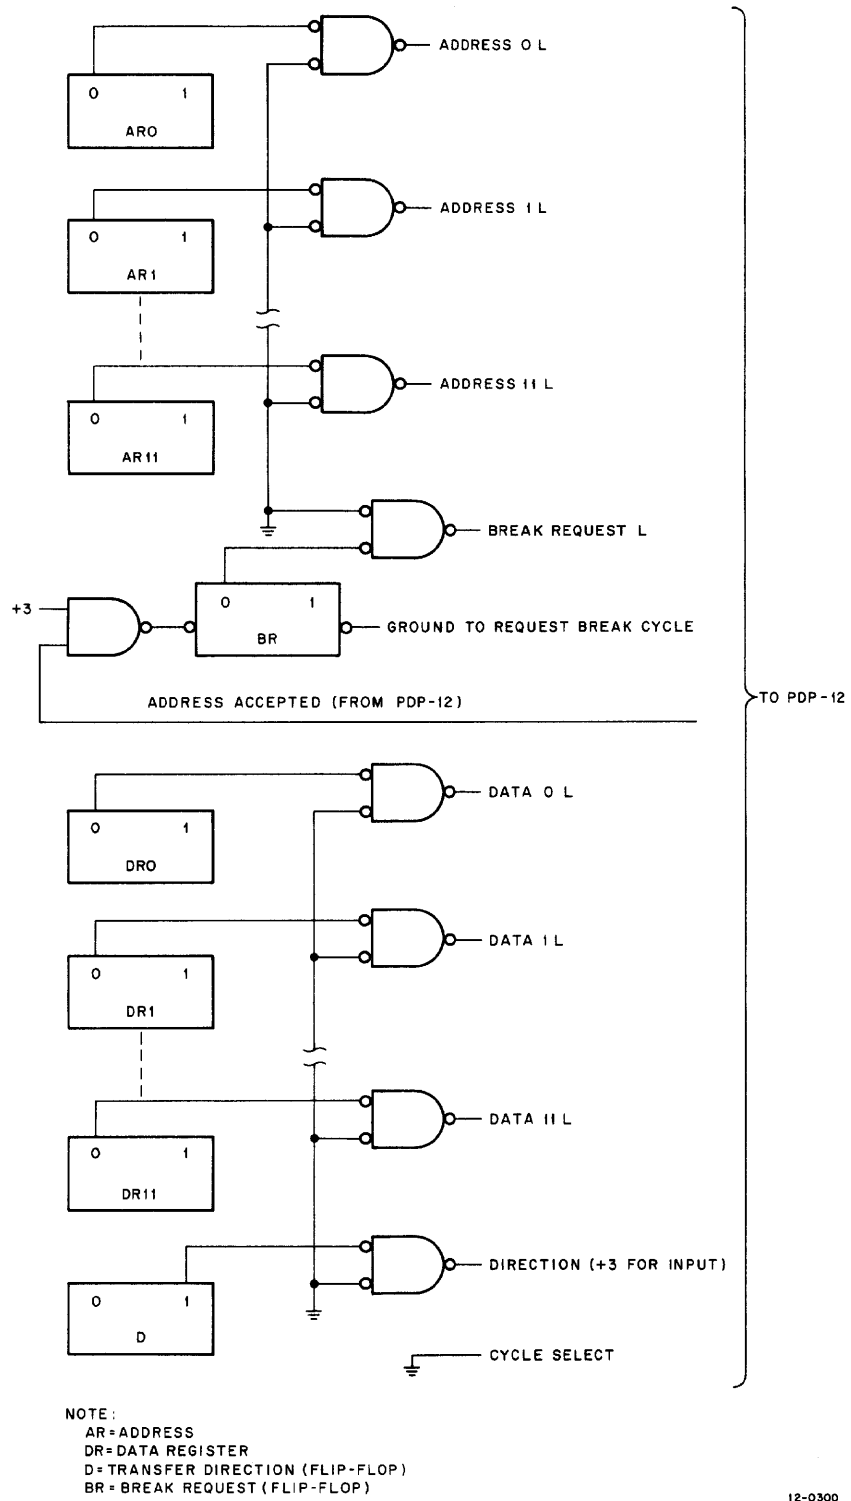 ADDRESS 0 L
0 1
AR0
ADDRESS 1 L
0 1
AR1
ADDRESS 11 L
0 1
AR11
BREAK REQUEST L
+3
0 1
BR
GROUND TO REQUEST BREAK CYCLE
ADDRESS ACCEPTED (FROM PDP-12)
TO PDP-12
DATA 0 L
0 1
DR0
DATA 1 L
0 1
DR1
DATA 11 L
0 1
DR11
DIRECTION (+3 FOR INPUT)
0 1
D
CYCLE SELECT
NOTE:
AR=ADDRESS
DR=DATA REGISTER
D=TRANSFER DIRECTION (FLIP-FLOP)
BR=BREAK REQUEST (FLIP-FLOP)
12-0300